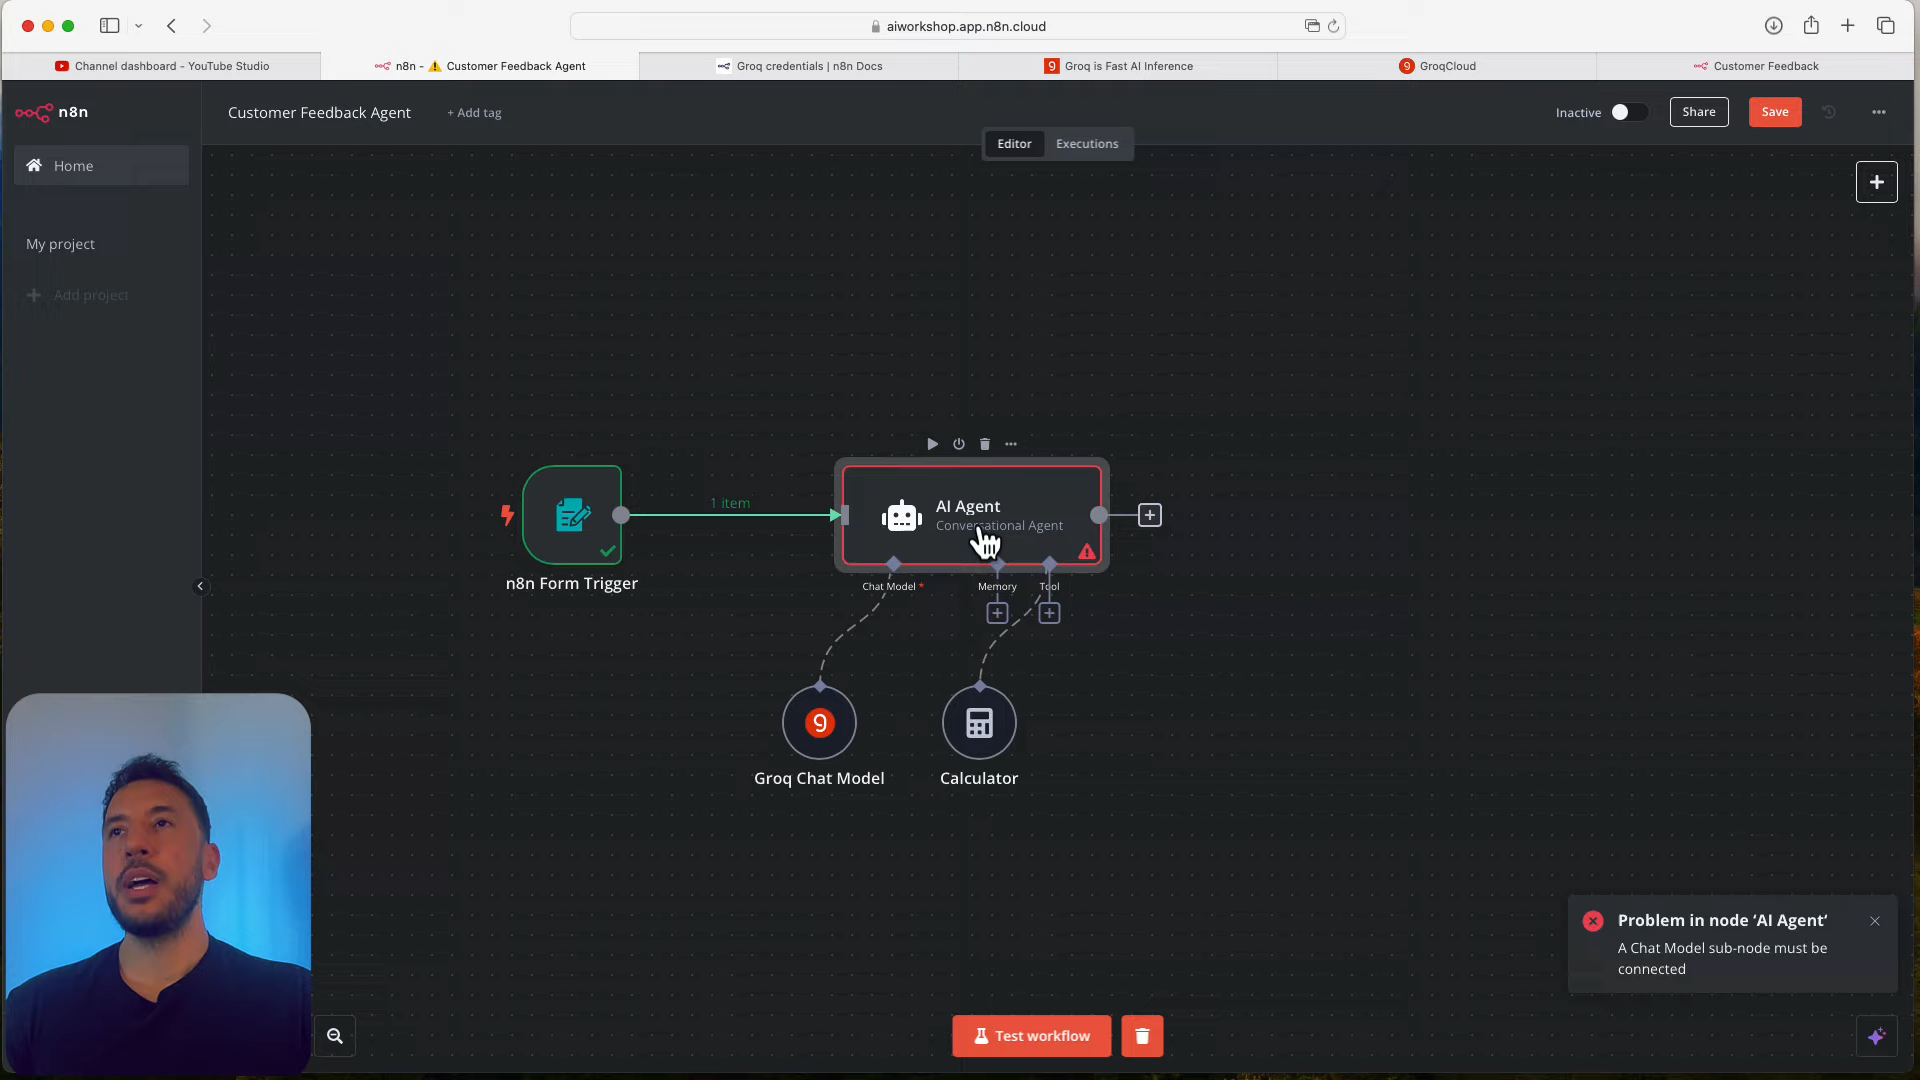 aiworkshop.app.n8n.cloud
Channel dashboard - YouTube Studio
n8n - ⚠️ Customer Feedback Agent
Groq credentials | n8n Docs
Groq is Fast AI Inference
GroqCloud
Customer Feedback
n8n
Customer Feedback Agent
+ Add tag
Inactive
Share
Save
Editor
Executions
Home
My project
+ Add project
1 item
AI Agent
Conversational Agent
n8n Form Trigger
Chat Model *
Memory
Tool
Groq Chat Model
Calculator
Problem in node ‘AI Agent‘
A Chat Model sub-node must be
connected
Test workflow